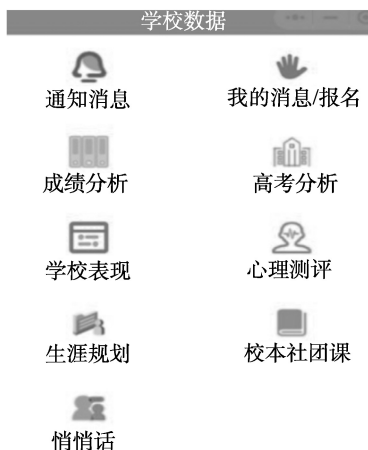 学校数据
通知消息
我的消息/报名
成绩分析
高考分析
学校表现
心理测评
生涯规划
校本社团课
悄悄话